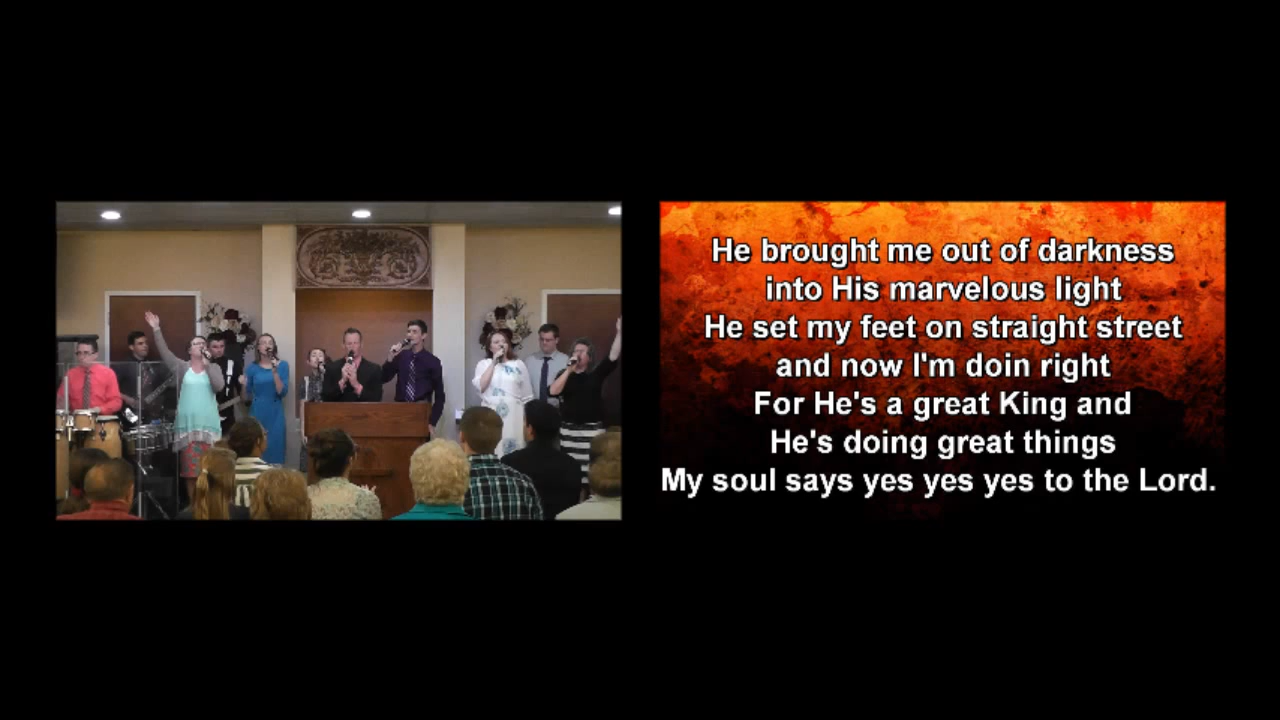 He brought me out of darkness
into His marvelous light
He set my feet on straight street
and now I'm doin right
For He's a great King and
He's doing great things
My soul says yes yes yes to the Lord.